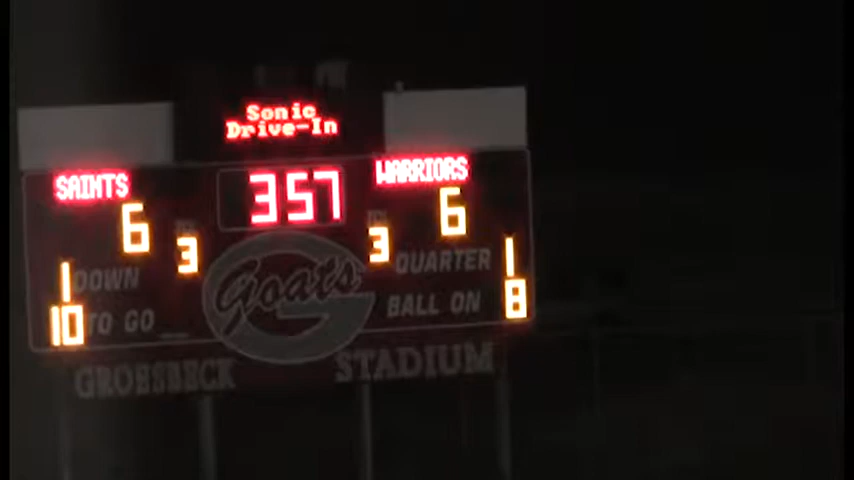 Sonic
Drive-In
SAINTS 357 WARRIORS
6 3 3 6
1 DOWN QUARTER 1
10 TO GO BALL ON 8
Goats
GROESBECK STADIUM